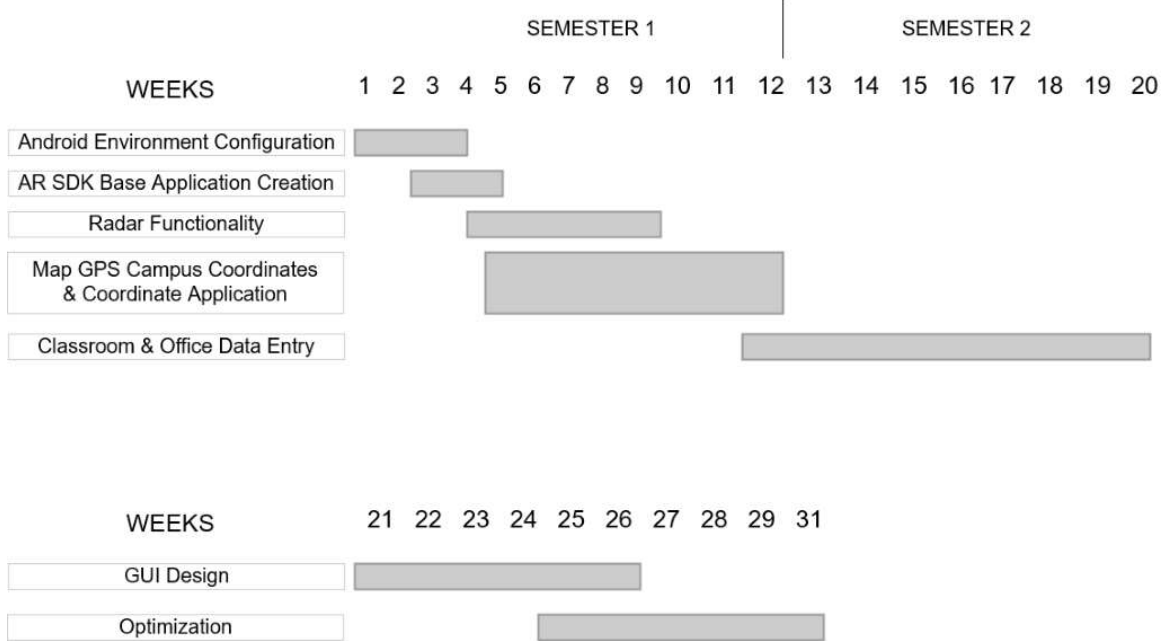 SEMESTER 1 SEMESTER 2
WEEKS 1 2 3 4 5 6 7 8 9 10 11 12 13 14 15 16 17 18 19 20
Android Environment Configuration
AR SDK Base Application Creation
Radar Functionality
Map GPS Campus Coordinates
& Coordinate Application
Classroom & Office Data Entry
WEEKS 21 22 23 24 25 26 27 28 29 31
GUI Design
Optimization